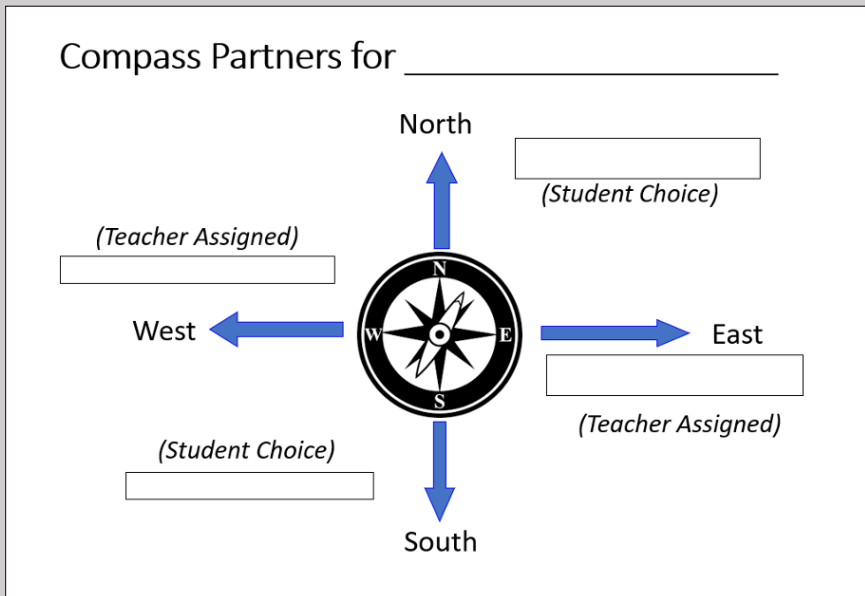 Compass Partners for ____________________
North
(Student Choice)
(Teacher Assigned)
N
West
W
E
East
S
(Teacher Assigned)
(Student Choice)
South